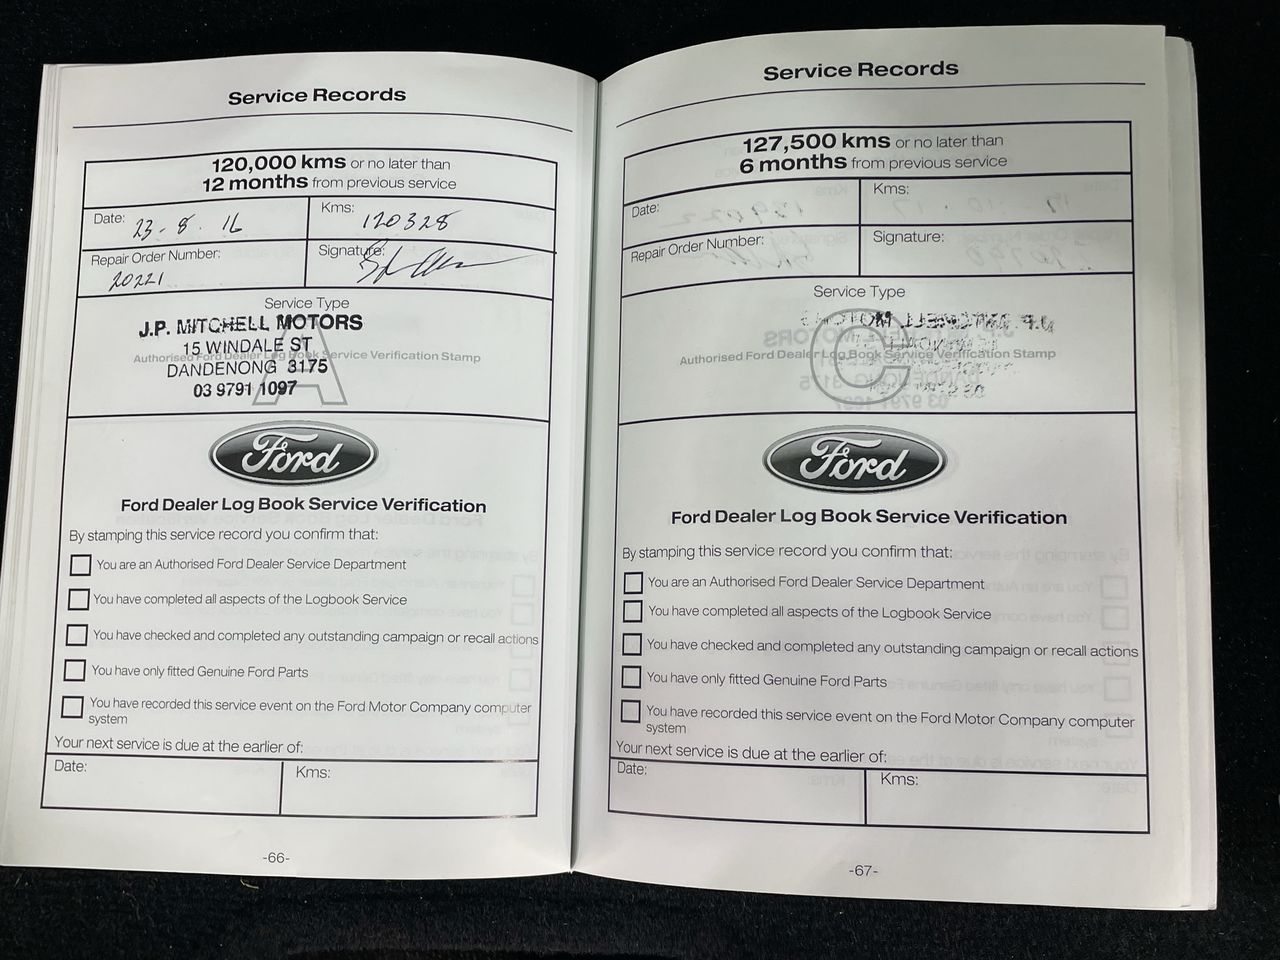 Service Records
120,000 kms or no later than
12 months from previous service
Date: 23-8-16
Kms: 120328
Repair Order Number:
20221
Signature:
Service Type
A
J.P. MITCHELL MOTORS
15 WINDALE ST
Authorised Ford Dealer Log Book Service Verification Stamp
DANDENONG 3175
03 9791 1097
Ford
Ford Dealer Log Book Service Verification
By stamping this service record you confirm that:
You are an Authorised Ford Dealer Service Department
You have completed all aspects of the Logbook Service
You have checked and completed any outstanding campaign or recall actions
You have only fitted Genuine Ford Parts
You have recorded this service event on the Ford Motor Company computer
system
Your next service is due at the earlier of:
Date:
Kms:
-66-
Service Records
127,500 kms or no later than
6 months from previous service
Date:
Kms:
Repair Order Number:
Signature:
Service Type
C
Authorised Ford Dealer Log Book Service Verification Stamp
Ford
Ford Dealer Log Book Service Verification
By stamping this service record you confirm that:
You are an Authorised Ford Dealer Service Department
You have completed all aspects of the Logbook Service
You have checked and completed any outstanding campaign or recall actions
You have only fitted Genuine Ford Parts
You have recorded this service event on the Ford Motor Company computer
system
Your next service is due at the earlier of:
Date:
Kms:
-67-